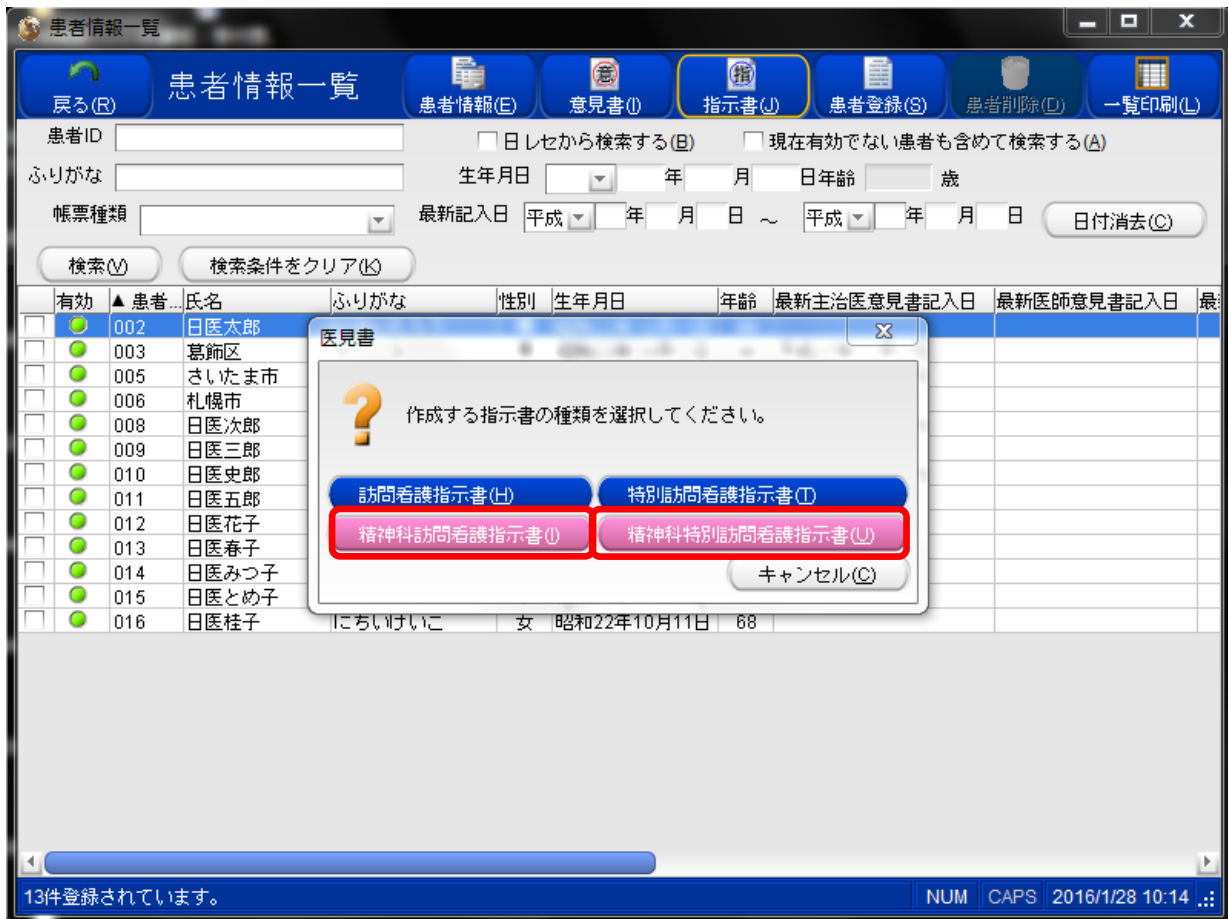 患者情報一覧
戻る(R) 患者情報一覧 患者情報(E) 意 意見書(I) 指 指示書(J) 患者登録(S) 患者削除(D) 一覧印刷(L)
患者ID 日レセから検索する(B) 現在有効でない患者も含めて検索する(A)
ふりがな 生年月日 年 月 日 年齢 歳
帳票種類 最新記入日 平成 年 月 日 ～ 平成 年 月 日 日付消去(C)
検索(V) 検索条件をクリア(K)
有効 ▲ 患者... 氏名 ふりがな 性別 生年月日 年齢 最新主治医意見書記入日 最新医師意見書記入日 最
002 日医太郎
003 葛飾区
005 さいたま市
006 札幌市
008 日医次郎
009 日医三郎
010 日医史郎
011 日医五郎
012 日医花子
013 日医春子
014 日医みつ子
015 日医とめ子
016 日医桂子 にちいけいこ 女 昭和22年10月11日 68
医見書
作成する指示書の種類を選択してください。
訪問看護指示書(H) 特別訪問看護指示書(T)
精神科訪問看護指示書(I) 精神科特別訪問看護指示書(U)
キャンセル(C)
13件登録されています。 NUM CAPS 2016/1/28 10:14